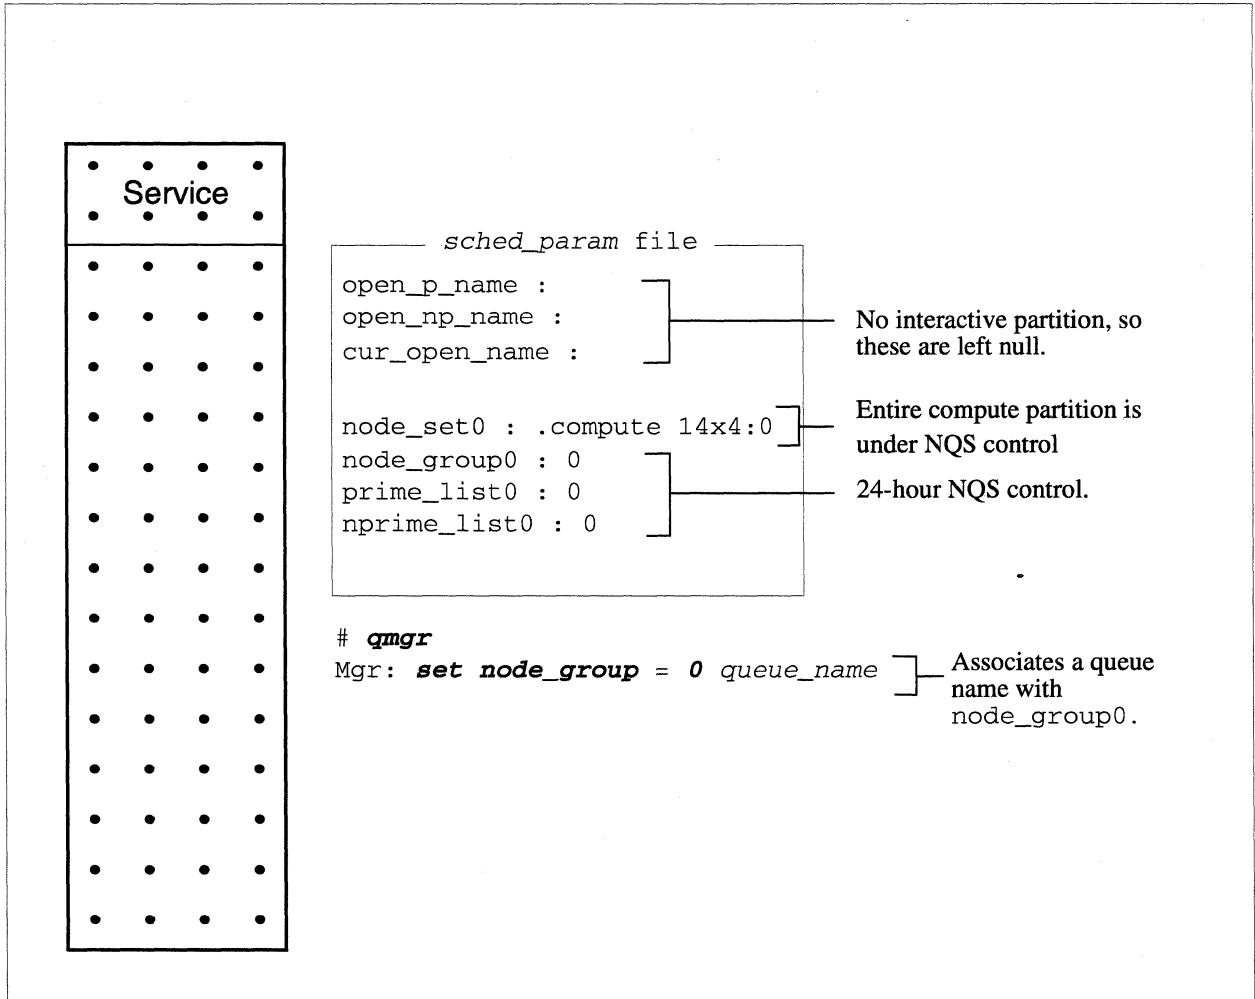 Service
sched_param file
open_p_name :
open_np_name :
cur_open_name :
No interactive partition, so
these are left null.
node_set0 : .compute 14x4:0
Entire compute partition is
under NQS control
node_group0 : 0
prime_list0 : 0
nprime_list0 : 0
24-hour NQS control.
# qmgr
Mgr: set node_group = 0 queue_name
Associates a queue
name with
node_group0.